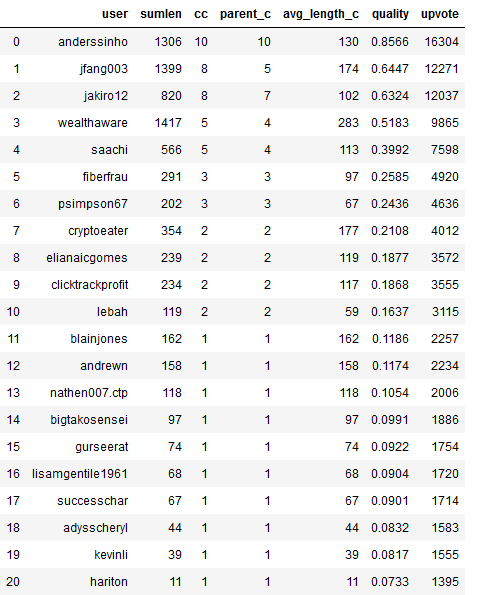 user sumlen cc parent_c avg_length_c quality upvote
0 anderssinho 1306 10 10 130 0.8566 16304
1 jfang003 1399 8 5 174 0.6447 12271
2 jakiro12 820 8 7 102 0.6324 12037
3 wealthaware 1417 5 4 283 0.5183 9865
4 saachi 566 5 4 113 0.3992 7598
5 fiberfrau 291 3 3 97 0.2585 4920
6 psimpson67 202 3 3 67 0.2436 4636
7 cryptoeater 354 2 2 177 0.2108 4012
8 elianaicgomes 239 2 2 119 0.1877 3572
9 clicktrackprofit 234 2 2 117 0.1868 3555
10 lebah 119 2 2 59 0.1637 3115
11 blainjones 162 1 1 162 0.1186 2257
12 andrewn 158 1 1 158 0.1174 2234
13 nathen007.ctp 118 1 1 118 0.1054 2006
14 bigtakosensei 97 1 1 97 0.0991 1886
15 gurseerat 74 1 1 74 0.0922 1754
16 lisamgentile1961 68 1 1 68 0.0904 1720
17 successchar 67 1 1 67 0.0901 1714
18 adysscheryl 44 1 1 44 0.0832 1583
19 kevinli 39 1 1 39 0.0817 1555
20 hariton 11 1 1 11 0.0733 1395